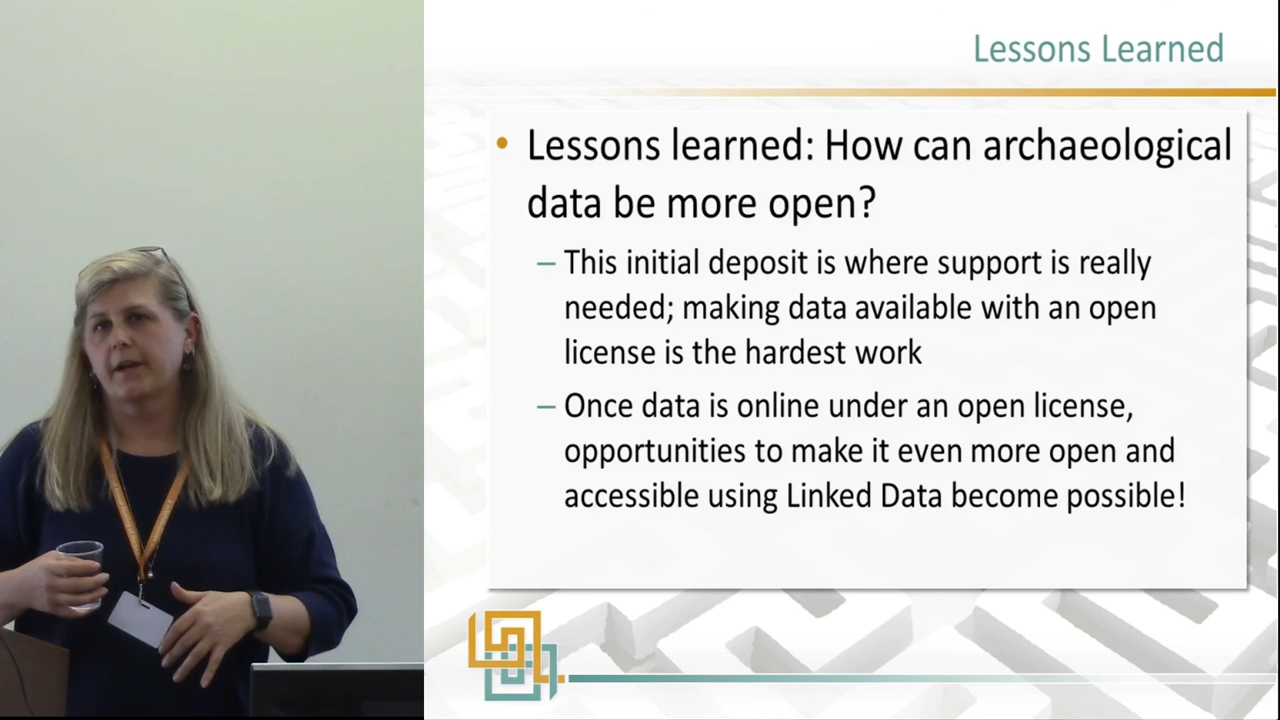 Lessons Learned
• Lessons learned: How can archaeological
data be more open?
– This initial deposit is where support is really
needed; making data available with an open
license is the hardest work
– Once data is online under an open license,
opportunities to make it even more open and
accessible using Linked Data become possible!